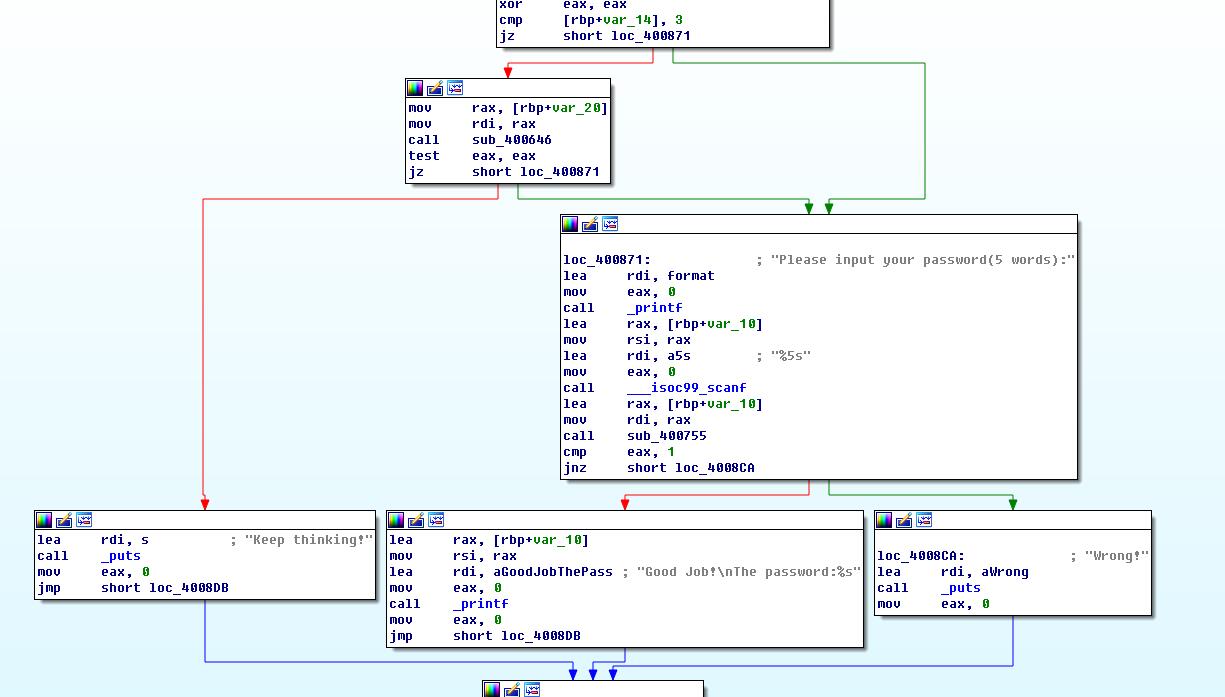 xor eax, eax
cmp [rbp+var_14], 3
jz short loc_400871
mov rax, [rbp+var_20]
mov rdi, rax
call sub_400646
test eax, eax
jz short loc_400871
loc_400871: ; "Please input your password(5 words):"
lea rdi, format
mov eax, 0
call _printf
lea rax, [rbp+var_10]
mov rsi, rax
lea rdi, a5s ; "%5s"
mov eax, 0
call ___isoc99_scanf
lea rax, [rbp+var_10]
mov rdi, rax
call sub_400755
cmp eax, 1
jnz short loc_4008CA
lea rdi, s ; "Keep thinking!"
call _puts
mov eax, 0
jmp short loc_4008DB
lea rax, [rbp+var_10]
mov rsi, rax
lea rdi, aGoodJobThePass ; "Good Job!\nThe password:%s"
mov eax, 0
call _printf
mov eax, 0
jmp short loc_4008DB
loc_4008CA: ; "Wrong!"
lea rdi, aWrong
call _puts
mov eax, 0